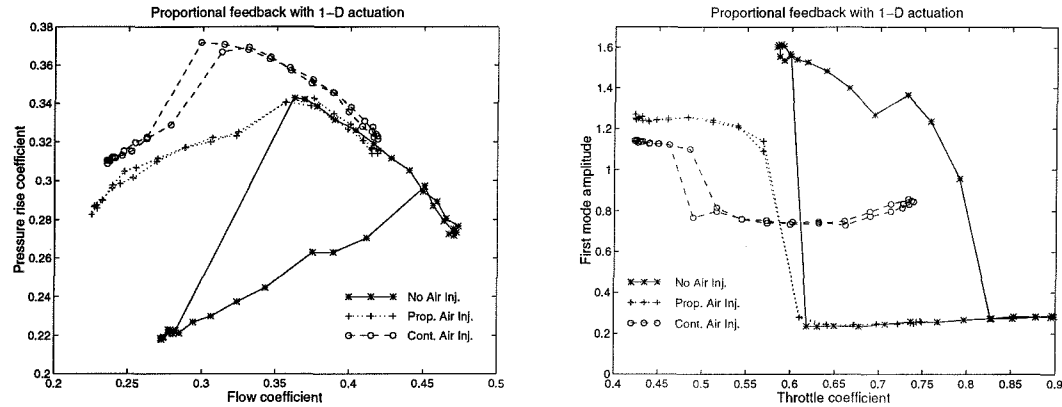 Proportional feedback with 1-D actuation
0.38
0.36
0.34
0.32
0.3
0.28
0.26
0.24
0.22
0.2
Pressure rise coefficient
No Air Inj.
Prop. Air Inj.
Cont. Air Inj.
0.2 0.25 0.3 0.35 0.4 0.45 0.5
Flow coefficient
Proportional feedback with 1-D actuation
1.6
1.4
1.2
1
0.8
0.6
0.4
0.2
0
First mode amplitude
No Air Inj.
Prop. Air Inj.
Cont. Air Inj.
0.4 0.45 0.5 0.55 0.6 0.65 0.7 0.75 0.8 0.85 0.9
Throttle coefficient